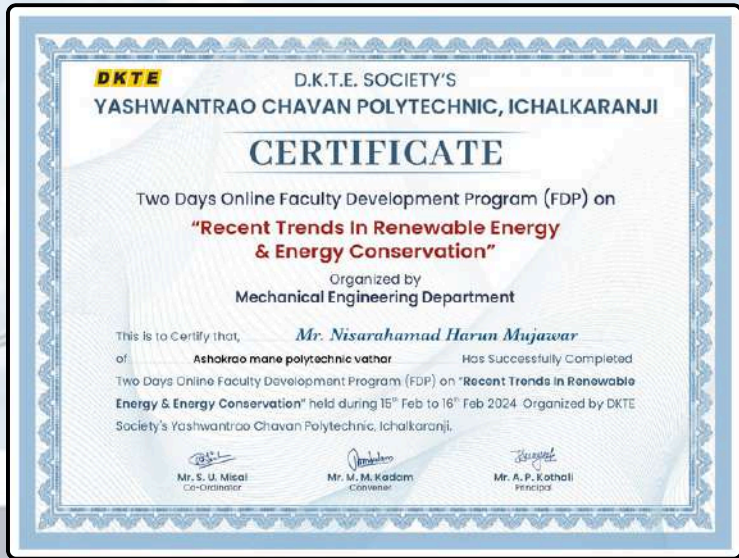 DKTE
D.K.T.E. SOCIETY'S
YASHWANTRAO CHAVAN POLYTECHNIC, ICHALKARANJI
CERTIFICATE
Two Days Online Faculty Development Program (FDP) on
"Recent Trends In Renewable Energy
& Energy Conservation"
Organized by
Mechanical Engineering Department
This is to Certify that, Mr. Nisarahamad Harun Mujawar
of Ashokrao mane polytechnic vathar Has Successfully Completed
Two Days Online Faculty Development Program (FDP) on "Recent Trends In Renewable
Energy & Energy Conservation" held during 15th Feb to 16th Feb 2024 Organized by DKTE
Society's Yashwantrao Chavan Polytechnic, Ichalkaranji.
Mr. S. U. Misal Mr. M. M. Kadam Mr. A. P. Kothali
Co-Ordinator Convener Principal